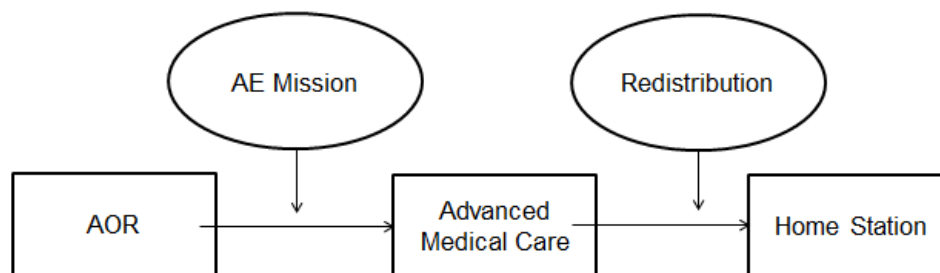 AE Mission
Redistribution
AOR
Advanced
Medical Care
Home Station